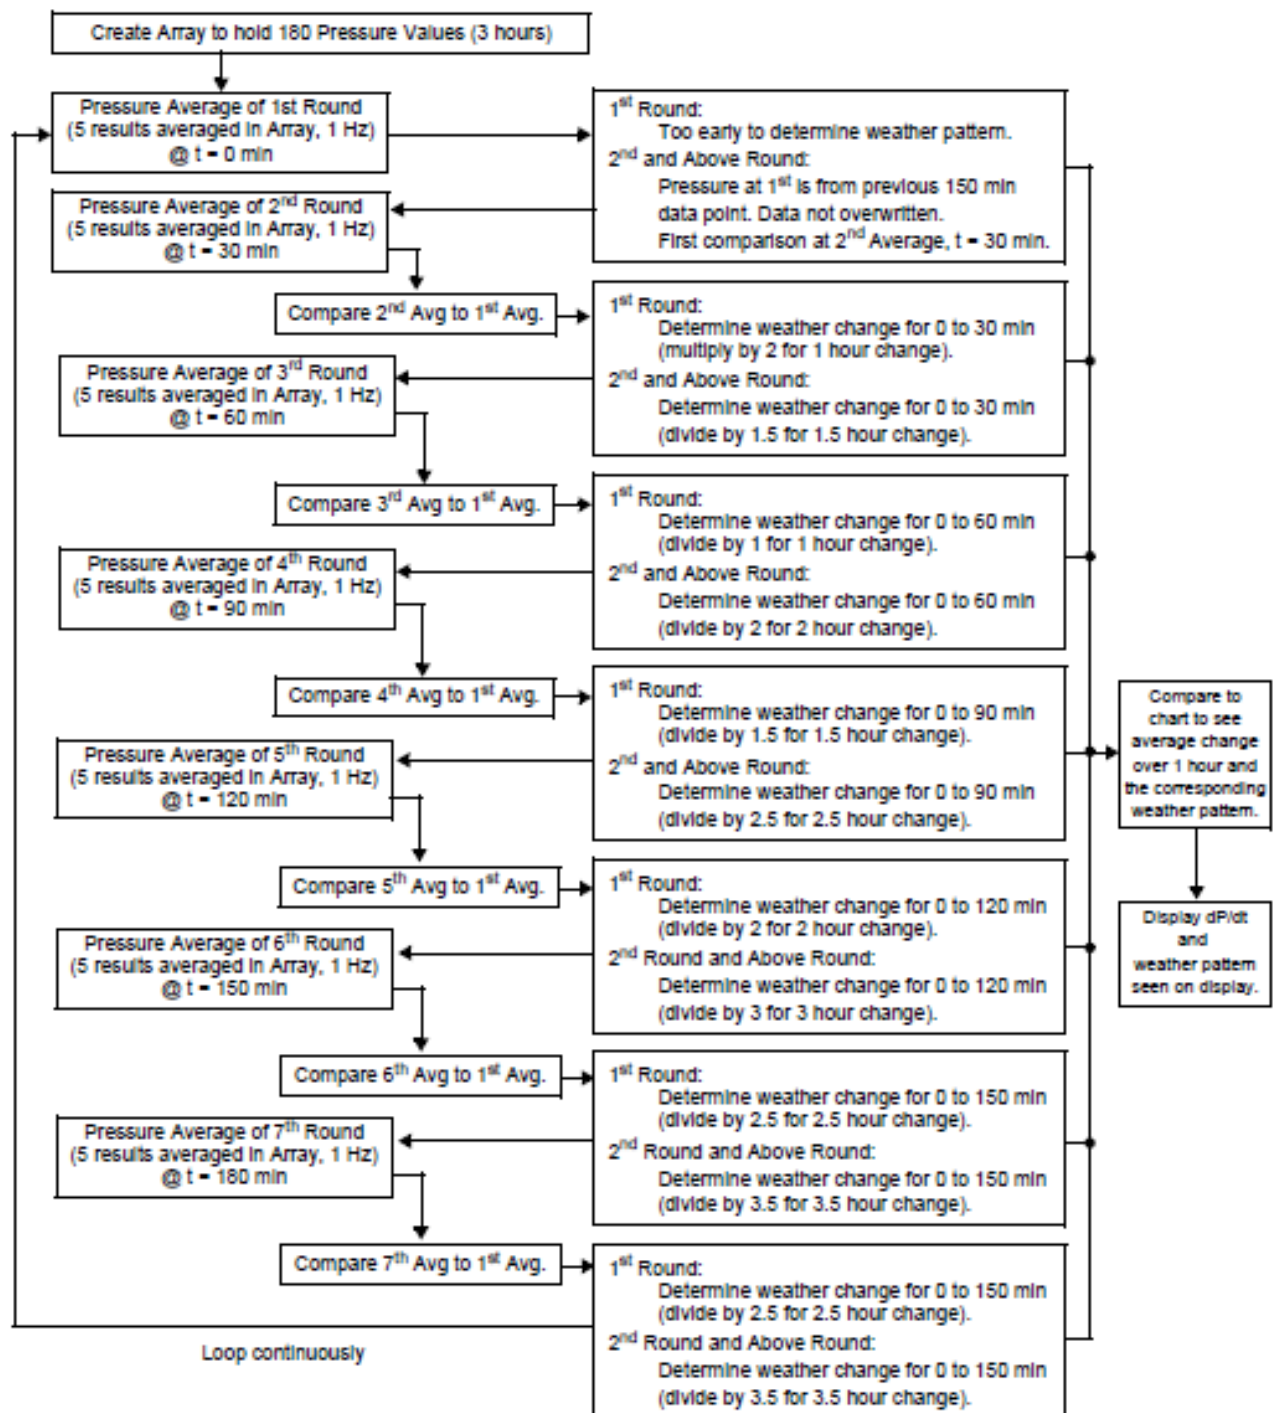 Create Array to hold 180 Pressure Values (3 hours)
Pressure Average of 1st Round
(5 results averaged in Array, 1 Hz)
@ t = 0 min
1st Round:
Too early to determine weather pattern.
2nd and Above Round:
Pressure at 1st is from previous 150 min
data point. Data not overwritten.
First comparison at 2nd Average, t = 30 min.
Pressure Average of 2nd Round
(5 results averaged in Array, 1 Hz)
@ t = 30 min
Compare 2nd Avg to 1st Avg.
1st Round:
Determine weather change for 0 to 30 min
(multiply by 2 for 1 hour change).
2nd and Above Round:
Determine weather change for 0 to 30 min
(divide by 1.5 for 1.5 hour change).
Pressure Average of 3rd Round
(5 results averaged in Array, 1 Hz)
@ t = 60 min
Compare 3rd Avg to 1st Avg.
1st Round:
Determine weather change for 0 to 60 min
(divide by 1 for 1 hour change).
2nd and Above Round:
Determine weather change for 0 to 60 min
(divide by 2 for 2 hour change).
Pressure Average of 4th Round
(5 results averaged in Array, 1 Hz)
@ t = 90 min
Compare 4th Avg to 1st Avg.
1st Round:
Determine weather change for 0 to 90 min
(divide by 1.5 for 1.5 hour change).
2nd and Above Round:
Determine weather change for 0 to 90 min
(divide by 2.5 for 2.5 hour change).
Pressure Average of 5th Round
(5 results averaged in Array, 1 Hz)
@ t = 120 min
Compare 5th Avg to 1st Avg.
1st Round:
Determine weather change for 0 to 120 min
(divide by 2 for 2 hour change).
2nd Round and Above Round:
Determine weather change for 0 to 120 min
(divide by 3 for 3 hour change).
Pressure Average of 6th Round
(5 results averaged in Array, 1 Hz)
@ t = 150 min
Compare 6th Avg to 1st Avg.
1st Round:
Determine weather change for 0 to 150 min
(divide by 2.5 for 2.5 hour change).
2nd Round and Above Round:
Determine weather change for 0 to 150 min
(divide by 3.5 for 3.5 hour change).
Pressure Average of 7th Round
(5 results averaged in Array, 1 Hz)
@ t = 180 min
Compare 7th Avg to 1st Avg.
1st Round:
Determine weather change for 0 to 150 min
(divide by 2.5 for 2.5 hour change).
2nd Round and Above Round:
Determine weather change for 0 to 150 min
(divide by 3.5 for 3.5 hour change).
Loop continuously
Compare to
chart to see
average change
over 1 hour and
the corresponding
weather pattern.
Display dP/dt
and
weather pattern
seen on display.